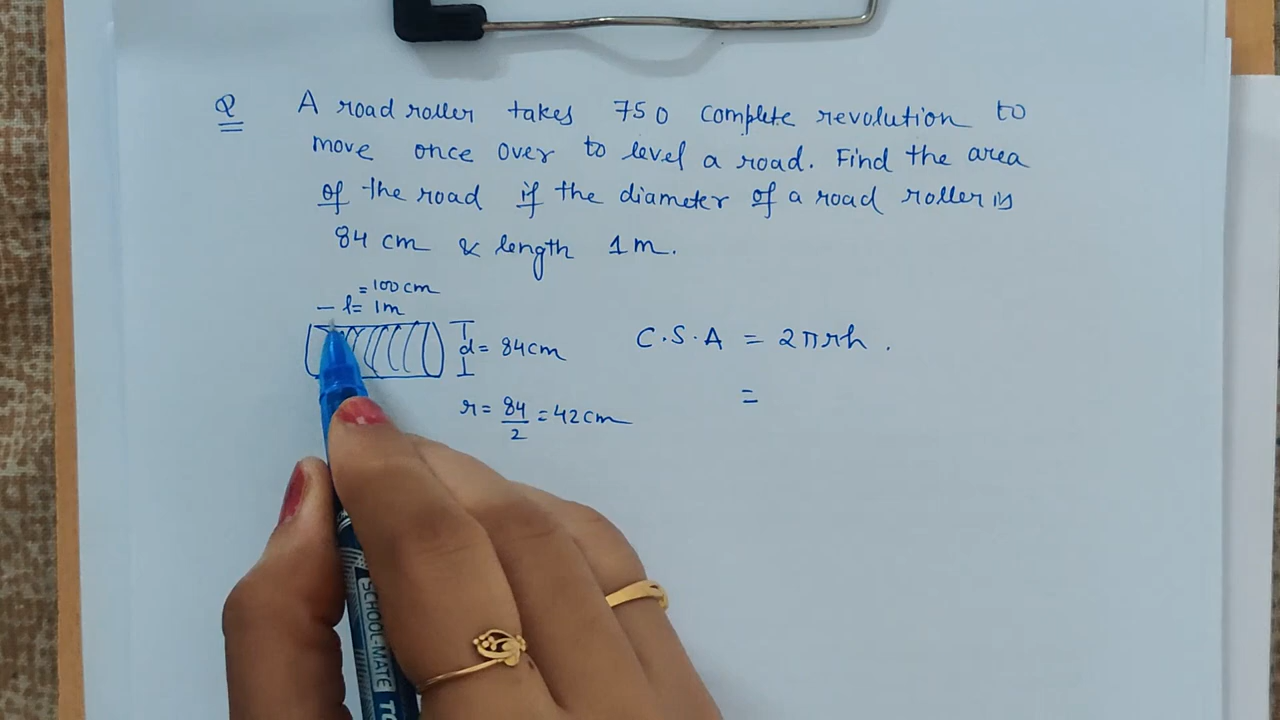 Q A road roller takes 750 complete revolution to
move once over to level a road. Find the area
of the road if the diameter of a road roller is
84 cm & length 1m.
= 100 cm
l = 1m
d = 84cm
r = 84/2 = 42cm
C.S.A = 2πrh.
=
SCHOOL-MATE